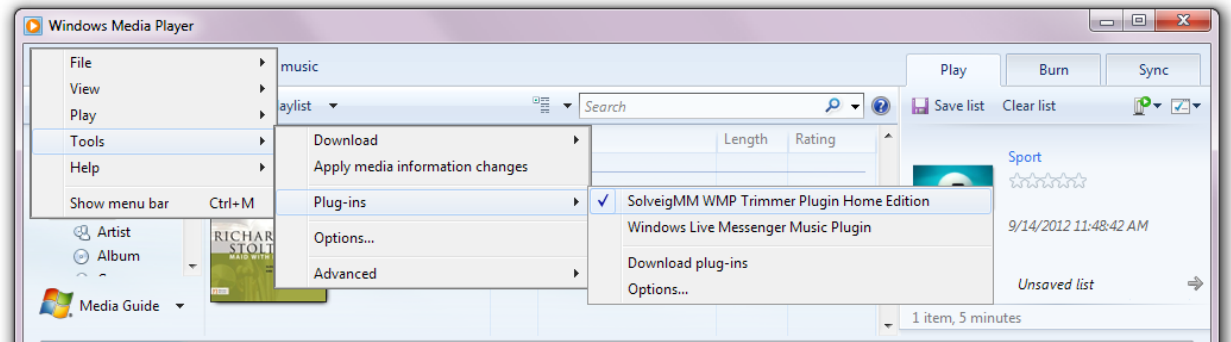 Windows Media Player
File
View
Play
Tools
Help
Show menu bar Ctrl+M
music
Play Burn Sync
aylist
Search
Save list Clear list
Download
Apply media information changes
Plug-ins
Options...
Advanced
Length Rating
SolveigMM WMP Trimmer Plugin Home Edition
Windows Live Messenger Music Plugin
Download plug-ins
Options...
Sport
9/14/2012 11:48:42 AM
Unsaved list
1 item, 5 minutes
Artist
Album
Media Guide
RICHAR
STOLT
MAID WITH